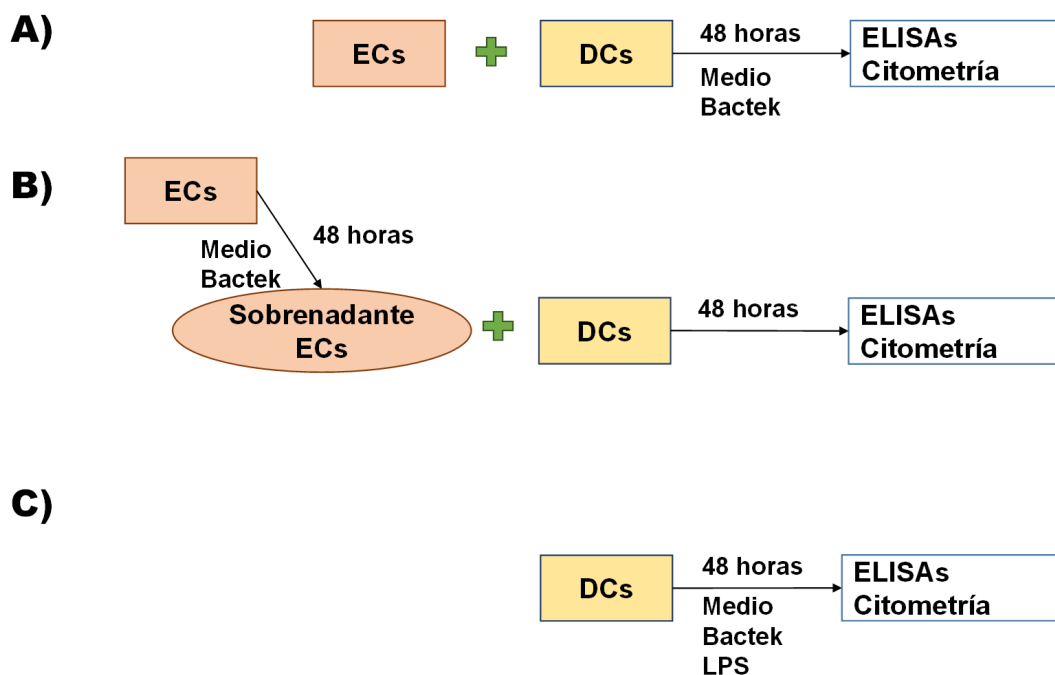 A)
ECs
DCs
48 horas
Medio
Bactek
ELISAs
Citometría
B)
ECs
Medio
Bactek
48 horas
Sobrenadante
ECs
DCs
48 horas
ELISAs
Citometría
C)
DCs
48 horas
Medio
Bactek
LPS
ELISAs
Citometría